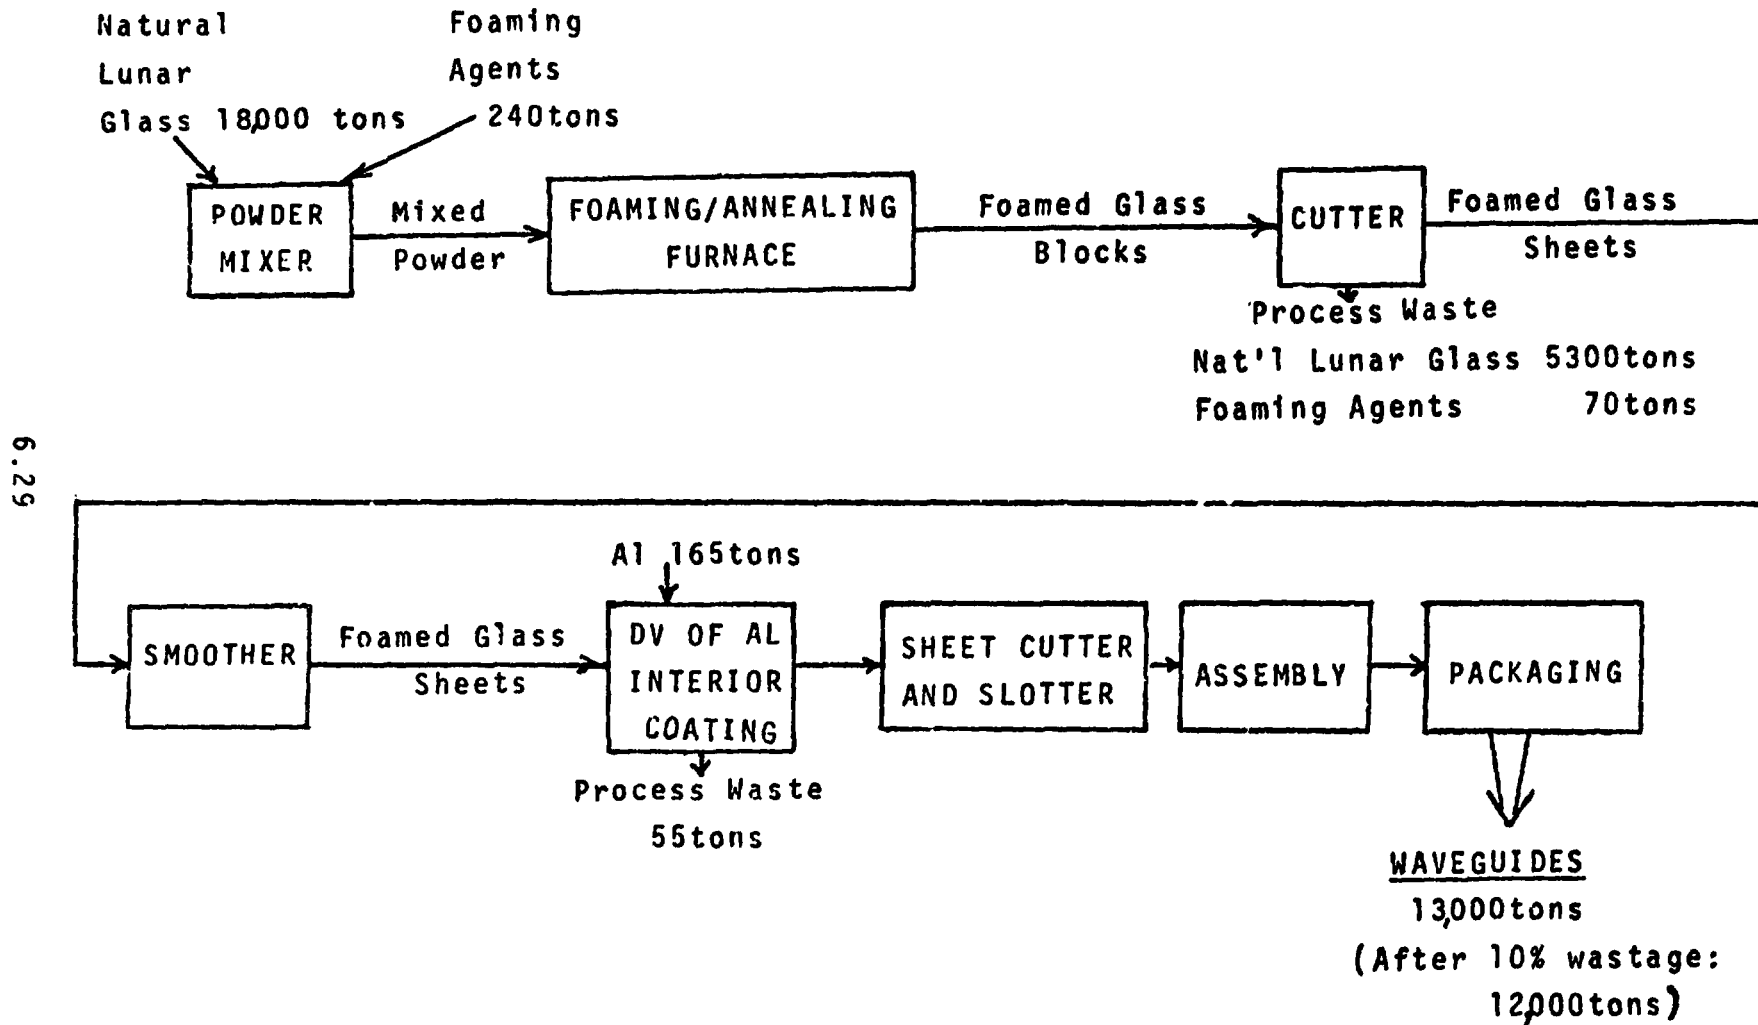 Natural
Lunar
Glass 18,000 tons
Foaming
Agents
240tons
POWDER
MIXER
Mixed
Powder
FOAMING/ANNEALING
FURNACE
Foamed Glass
Blocks
CUTTER
Foamed Glass
Sheets
Process Waste
Nat'l Lunar Glass 5300tons
Foaming Agents 70tons
6.29
SMOOTHER
Foamed Glass
Sheets
Al 165tons
DV OF AL
INTERIOR
COATING
Process Waste
55tons
SHEET CUTTER
AND SLOTTER
ASSEMBLY
PACKAGING
WAVEGUIDES
13,000tons
(After 10% wastage:
12,000tons)